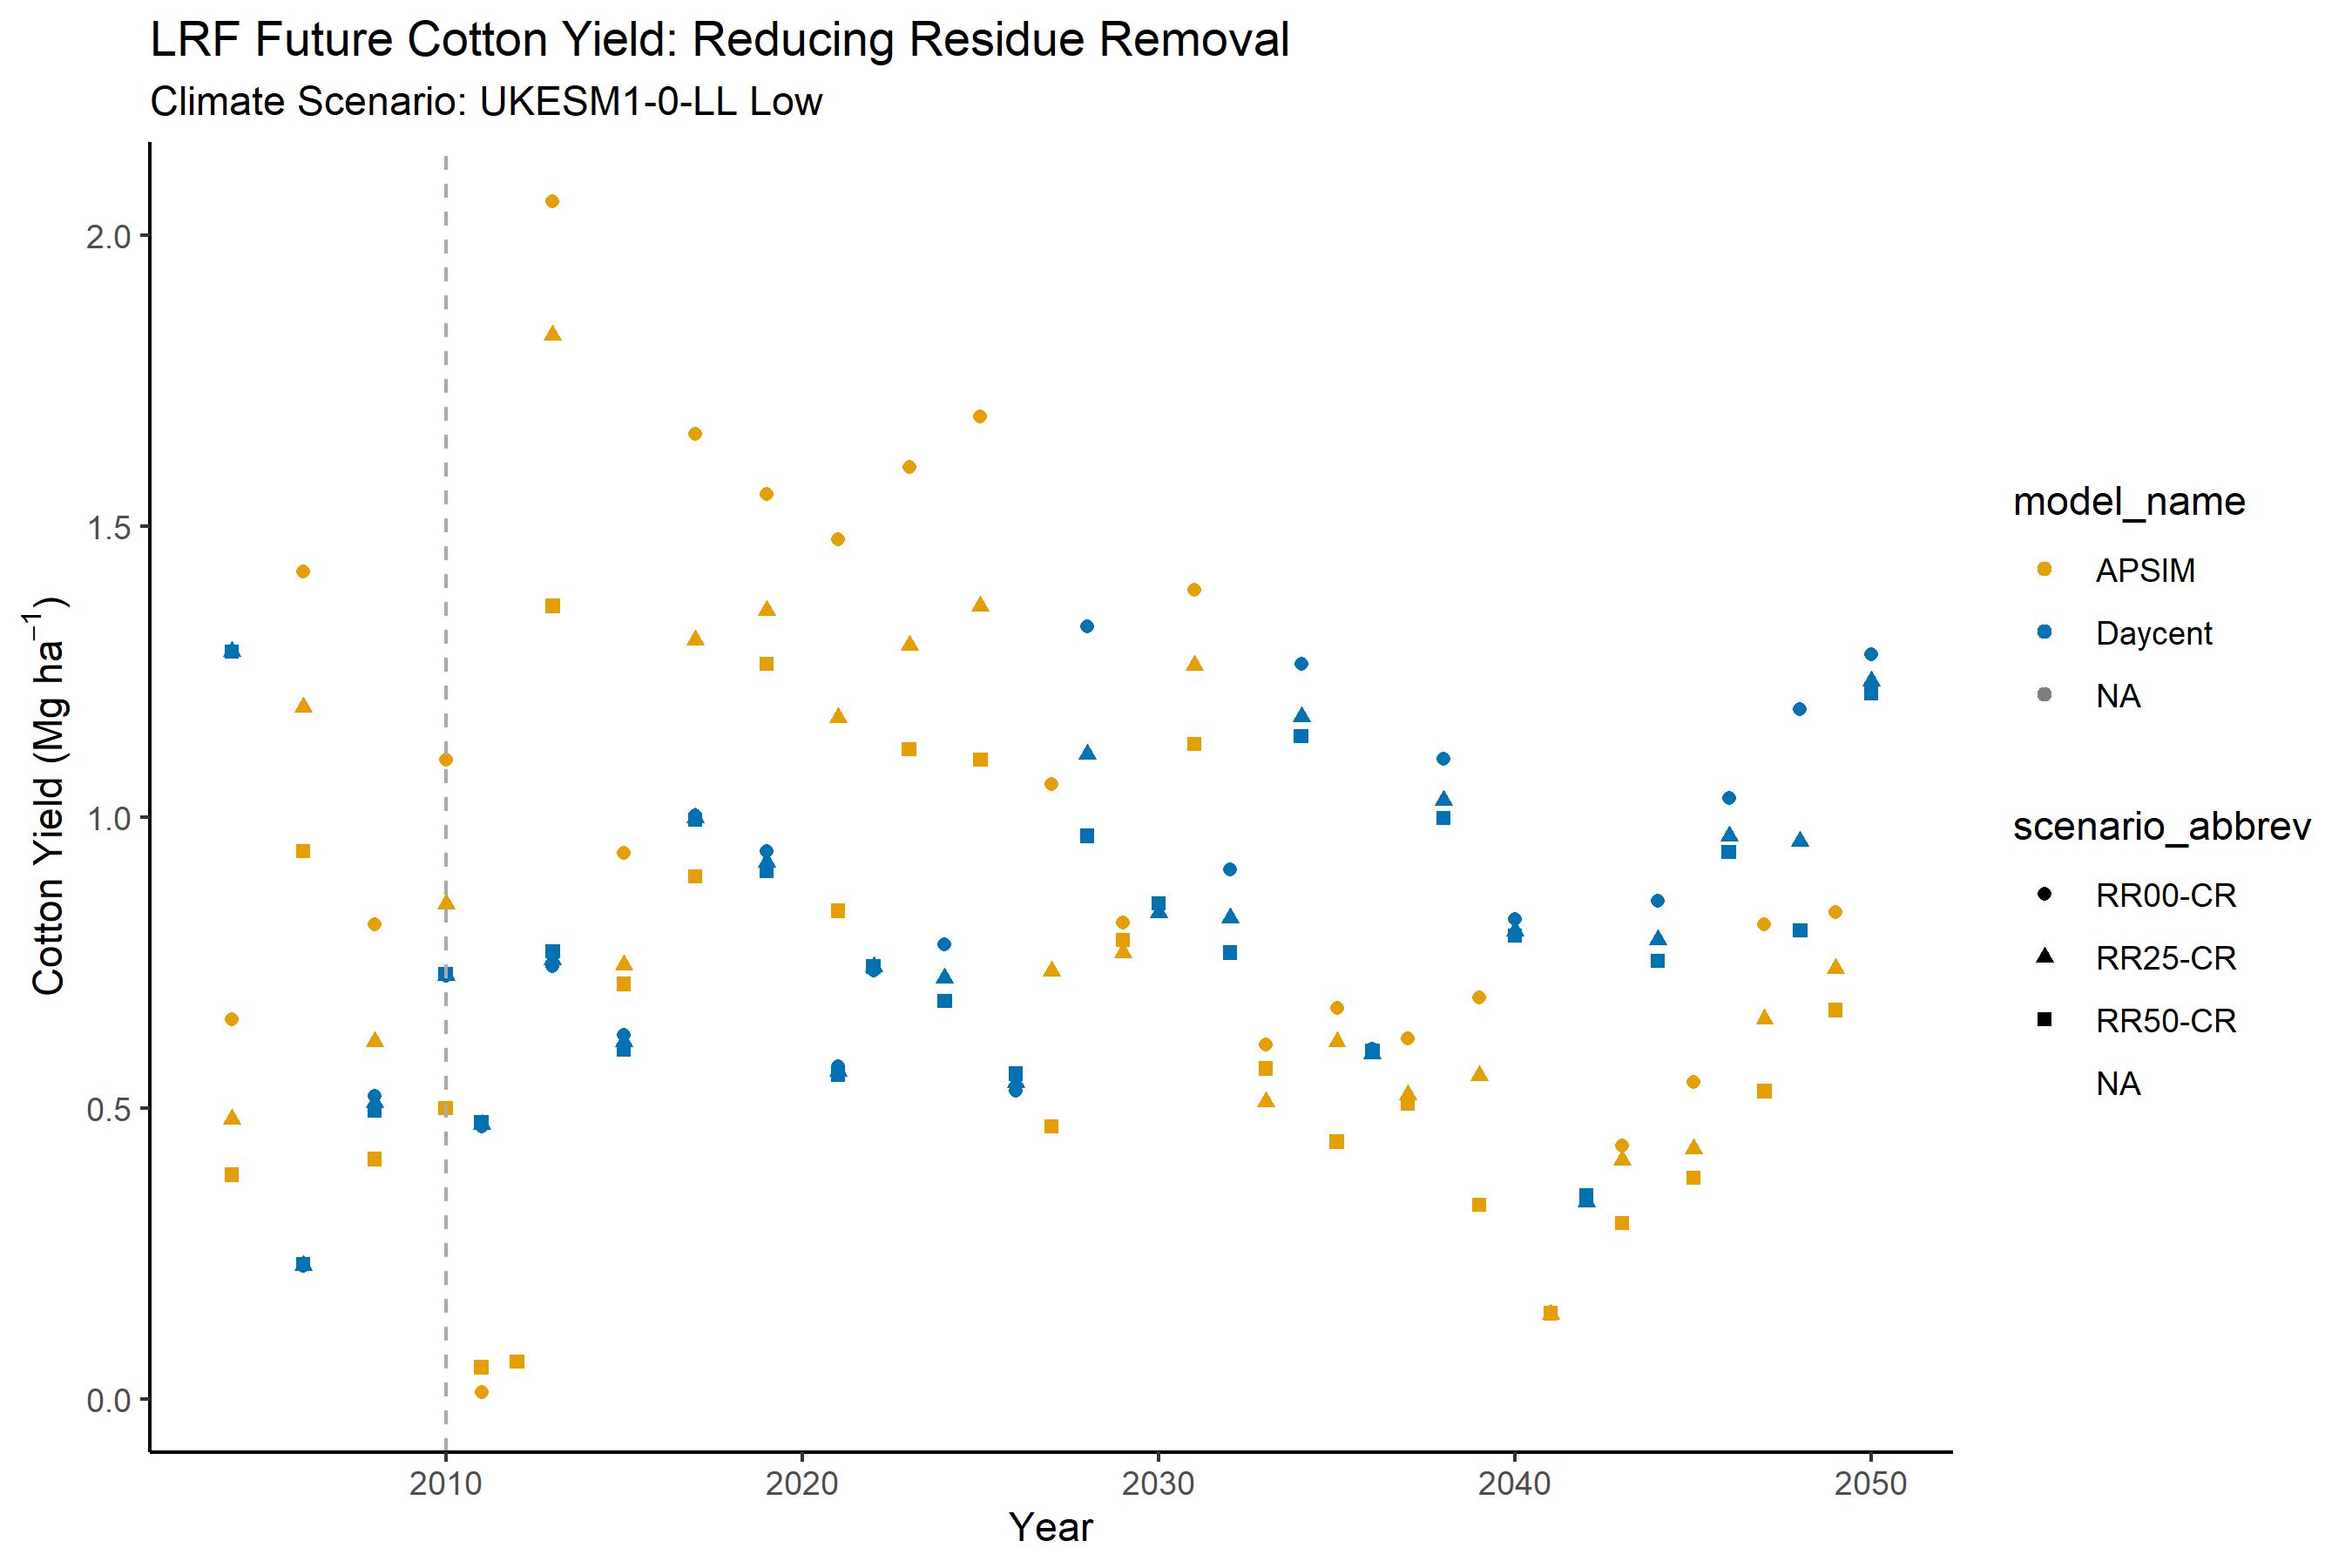 LRF Future Cotton Yield: Reducing Residue Removal
Climate Scenario: UKESM1-0-LL Low
Cotton Yield (Mg ha⁻¹)
2.0
1.5
1.0
0.5
0.0
2010
2020
2030
2040
2050
Year
model_name
APSIM
Daycent
NA
scenario_abbrev
RR00-CR
RR25-CR
RR50-CR
NA